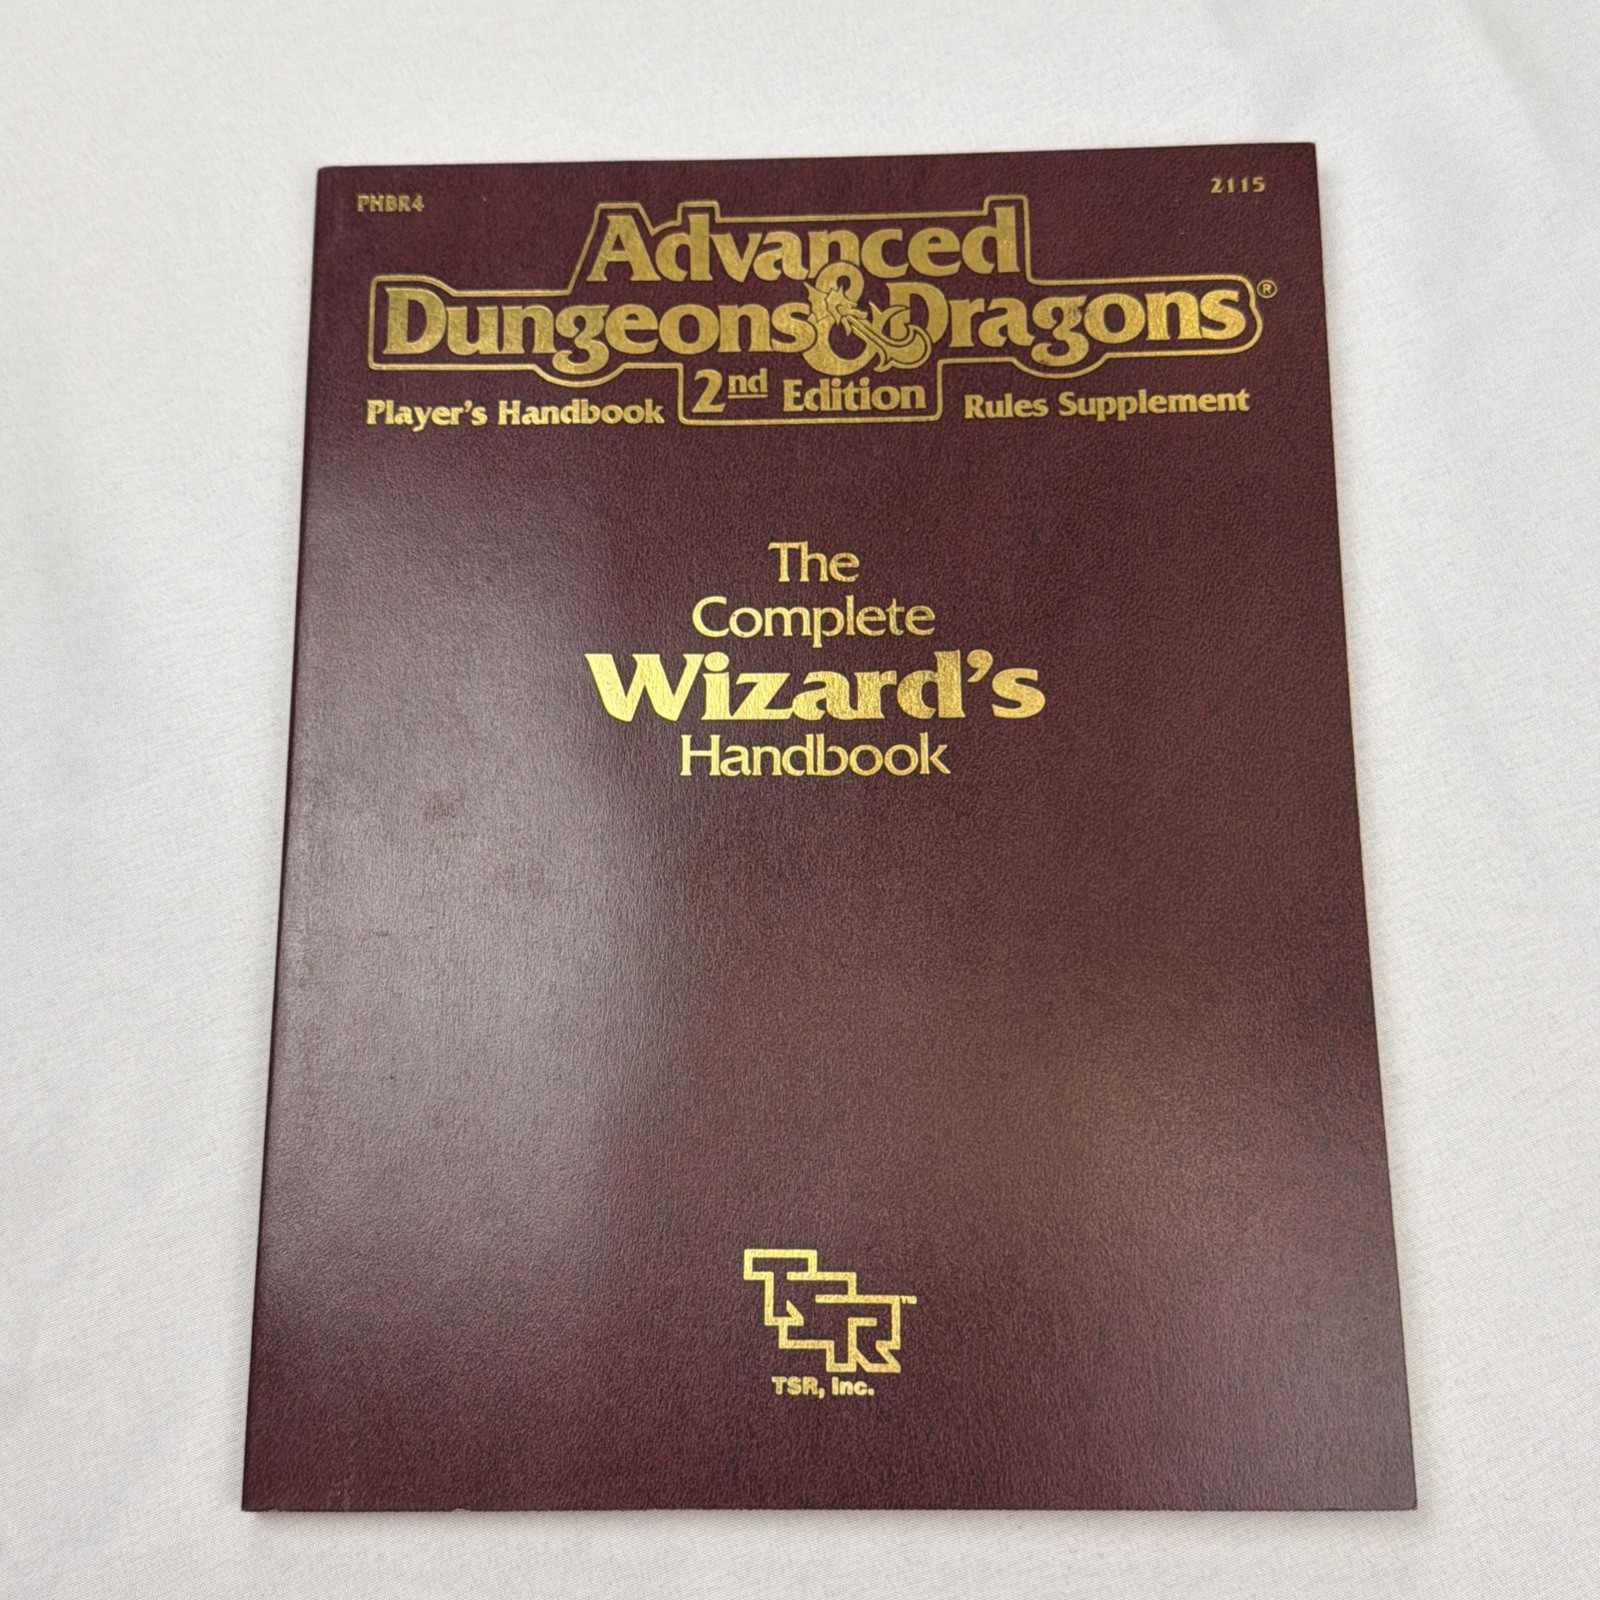 PHBR4
2115
Advanced
Dungeons & Dragons®
Player's Handbook 2nd Edition Rules Supplement
The
Complete
Wizard's
Handbook
TSR™
TSR, Inc.